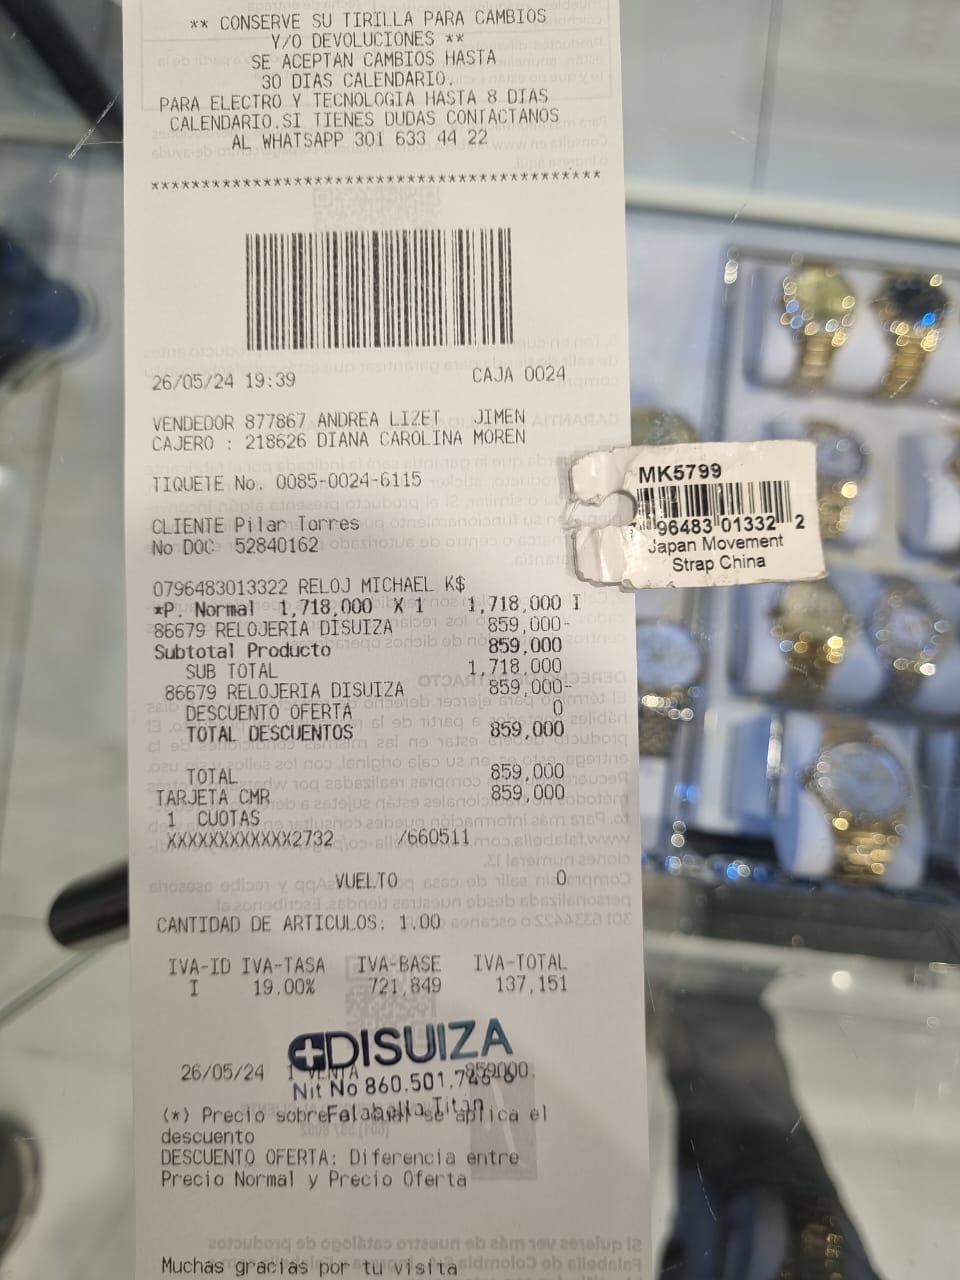 ** CONSERVE SU TIRILLA PARA CAMBIOS
Y/O DEVOLUCIONES **
SE ACEPTAN CAMBIOS HASTA
30 DIAS CALENDARIO.
PARA ELECTRO Y TECNOLOGIA HASTA 8 DIAS
CALENDARIO.SI TIENES DUDAS CONTACTANOS
AL WHATSAPP 301 633 44 22
********************************************
26/05/24 19:39 CAJA 0024
VENDEDOR 877867 ANDREA LIZET JIMEN
CAJERO : 218626 DIANA CAROLINA MOREN
TIQUETE No. 0085-0024-6115
CLIENTE Pilar Torres
No DOC 52840162
0796483013322 RELOJ MICHAEL K$
*P. Normal 1,718,000 X 1 1,718,000 I
86679 RELOJERIA DISUIZA 859,000-
Subtotal Producto 859,000
SUB TOTAL 1,718,000
86679 RELOJERIA DISUIZA 859,000-
DESCUENTO OFERTA 0
TOTAL DESCUENTOS 859,000
TOTAL 859,000
TARJETA CMR 859,000
1 CUOTAS
XXXXXXXXXXXX2732 /660511
VUELTO 0
CANTIDAD DE ARTICULOS: 1.00
IVA-ID IVA-TASA IVA-BASE IVA-TOTAL
I 19.00% 721,849 137,151
DISUIZA
26/05/24 1 VENTA 859000.
Nit No 860.501.
Falabella Titán
(*) Precio sobre se aplica el
descuento
DESCUENTO OFERTA: Diferencia entre
Precio Normal y Precio Oferta
Muchas gracias por tu visita
MK5799
96483 01332 2
Japan Movement
Strap China